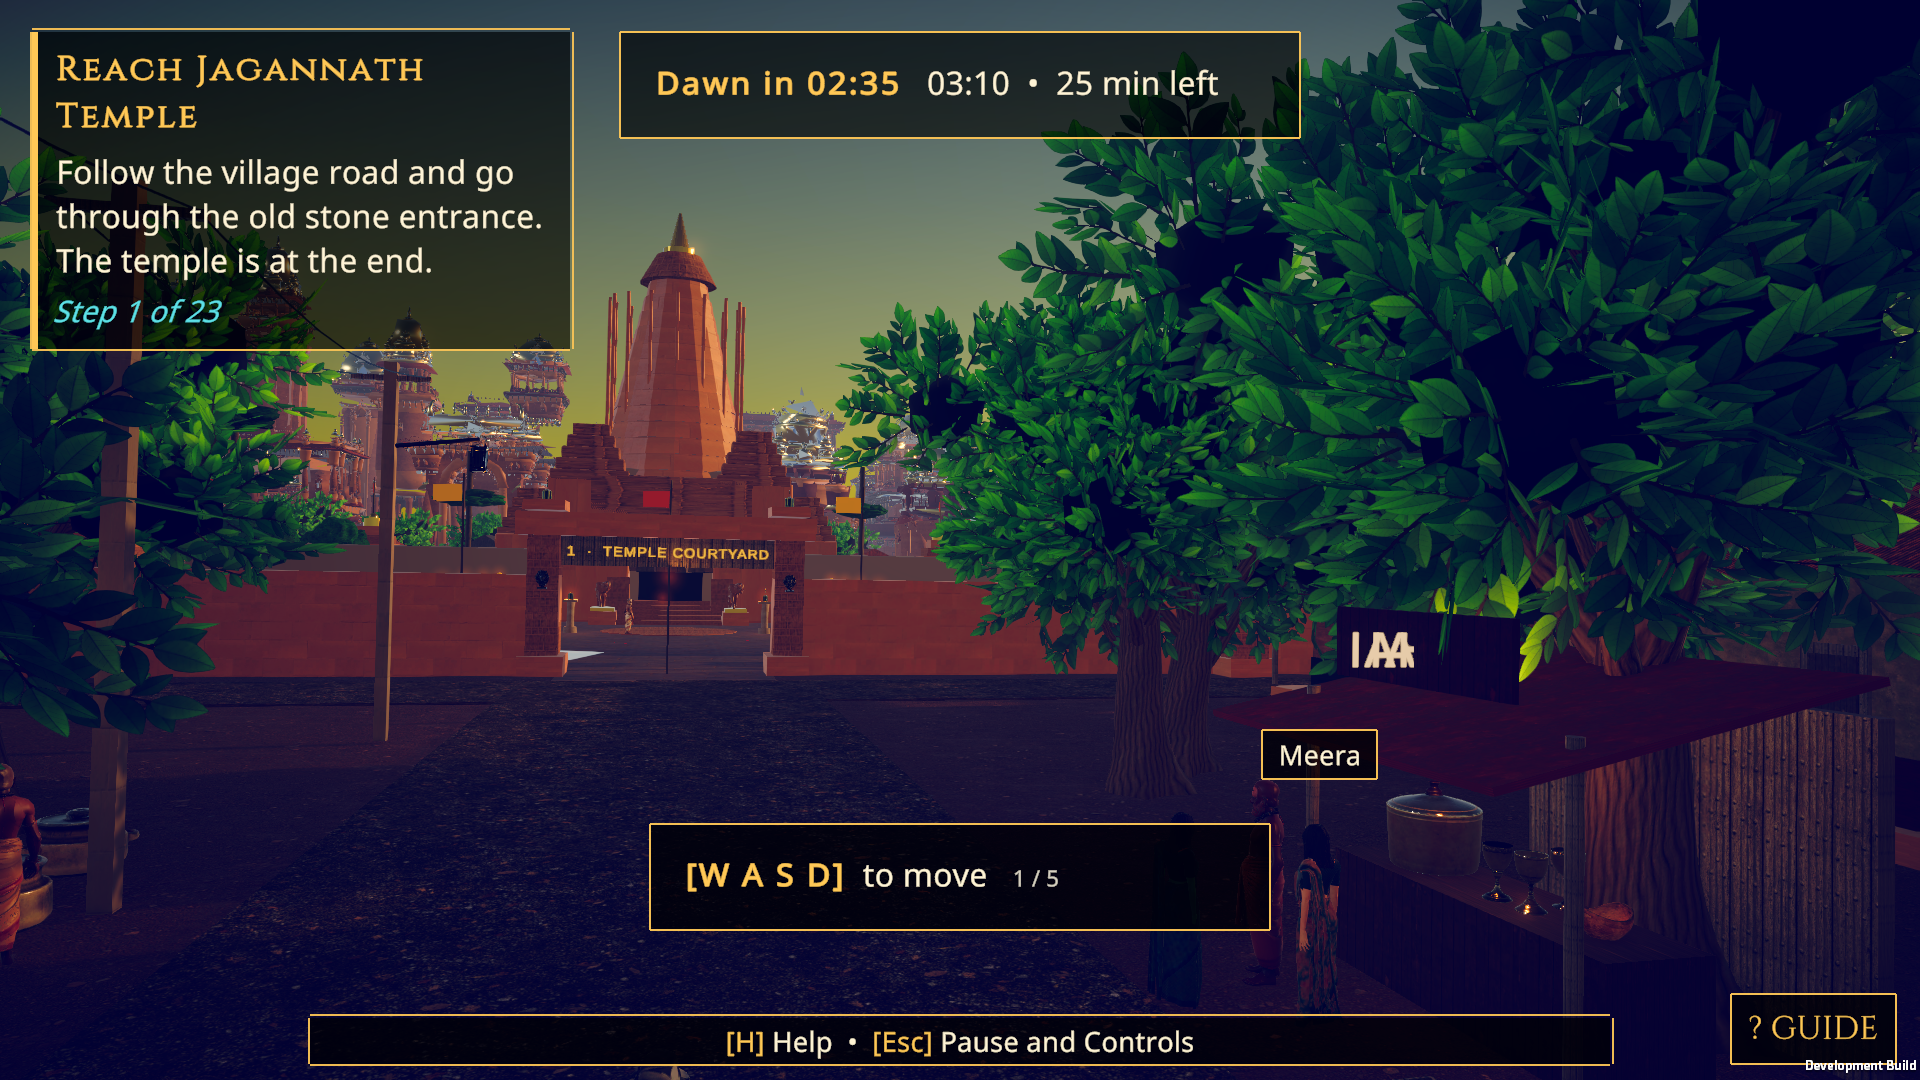 REACH JAGANNATH
TEMPLE
Follow the village road and go
through the old stone entrance.
The temple is at the end.
Step 1 of 23
Dawn in 02:35 03:10 • 25 min left
1 · TEMPLE COURTYARD
Meera
[W A S D] to move 1 / 5
[H] Help • [Esc] Pause and Controls
? GUIDE
Development Build